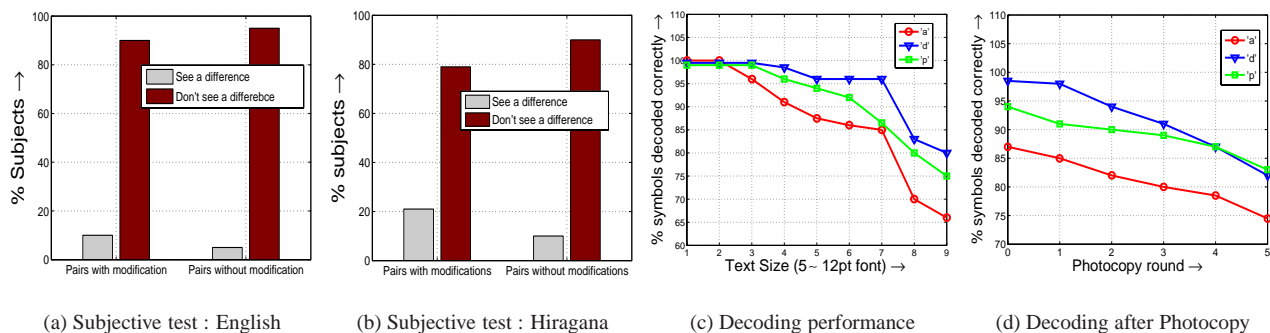 100
80
60
40
20
0
% Subjects →
See a difference
Don't see a differebce
Pairs with modification
Pairs without modification
(a) Subjective test : English
100
80
60
40
20
0
% subjects →
See a difference
Don't see a difference
Pairs with modifications
Pairs without modifications
(b) Subjective test : Hiragana
110
105
100
95
90
85
80
75
70
65
60
% symbols decoded correctly →
'a'
'd'
'p'
1 2 3 4 5 6 7 8 9
Text Size (5~ 12pt font) →
(c) Decoding performance
110
105
100
95
90
85
80
75
70
% symbols decoded correctly →
'a'
'd'
'p'
0 1 2 3 4 5
Photocopy round →
(d) Decoding after Photocopy